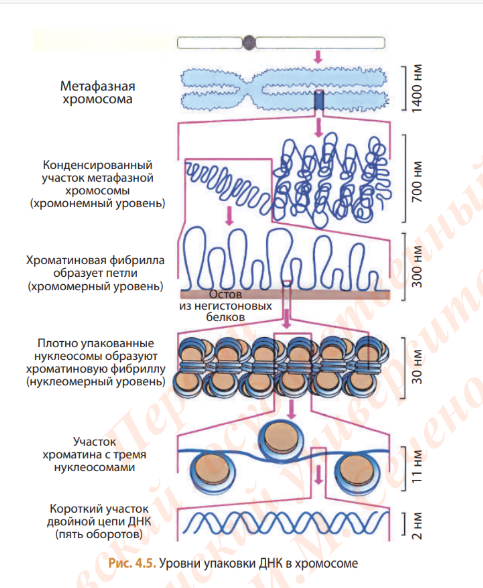 Метафазная
хромосома
1400 нм
Конденсированный
участок метафазной
хромосомы
(хромонемный уровень)
700 нм
Хроматиновая фибрилла
образует петли
(хромомерный уровень)
300 нм
Остов
из негистоновых
белков
Плотно упакованные
нуклеосомы образуют
хроматиновую фибриллу
(нуклеомерный уровень)
30 нм
Участок
хроматина с тремя
нуклеосомами
11 нм
Короткий участок
двойной цепи ДНК
(пять оборотов)
2 нм
Рис. 4.5. Уровни упаковки ДНК в хромосоме